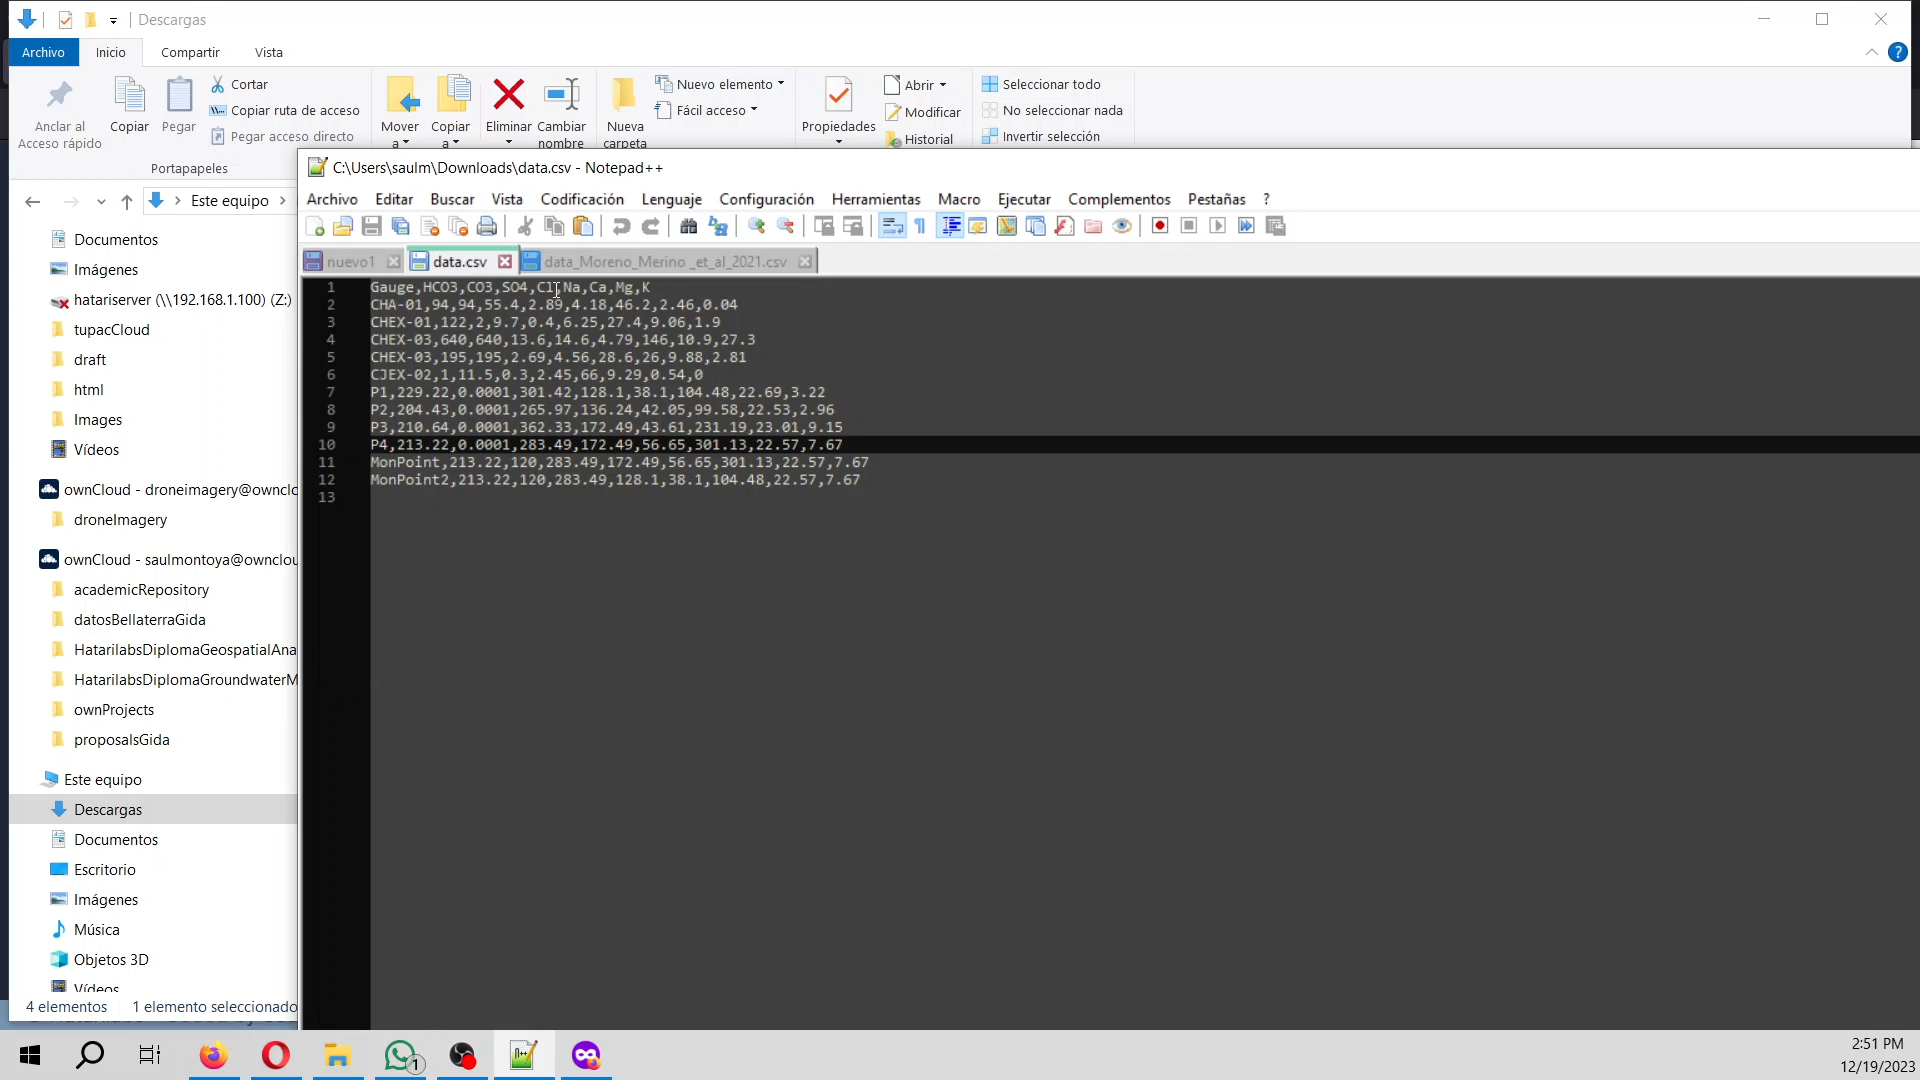 Descargas
Archivo
Inicio
Compartir
Vista
Anclar al
Acceso rápido
Copiar
Pegar
Cortar
Copiar ruta de acceso
Pegar acceso directo
Portapapeles
Mover
a
Copiar
a
Eliminar
Cambiar
nombre
Nueva
carpeta
Nuevo elemento
Fácil acceso
Propiedades
Abrir
Modificar
Historial
Seleccionar todo
No seleccionar nada
Invertir selección
Este equipo
Documentos
Imágenes
hatariserver (\\192.168.1.100) (Z:)
tupacCloud
draft
html
Images
Vídeos
ownCloud - droneimagery@ownclo
droneImagery
ownCloud - saulmontoya@ownclou
academicRepository
datosBellaterraGida
HatarilabsDiplomaGeospatialAna
HatarilabsDiplomaGroundwaterM
ownProjects
proposalsGida
Este equipo
Descargas
Documentos
Escritorio
Imágenes
Música
Objetos 3D
Vídeos
4 elementos 1 elemento seleccionado
C:\Users\saulm\Downloads\data.csv - Notepad++
Archivo Editar Buscar Vista Codificación Lenguaje Configuración Herramientas Macro Ejecutar Complementos Pestañas ?
nuevo1 data.csv data_Moreno_Merino _et_al_2021.csv
1 Gauge,HCO3,CO3,SO4,Cl,Na,Ca,Mg,K
2 CHA-01,94,94,55.4,2.89,4.18,46.2,2.46,0.04
3 CHEX-01,122,2,9.7,0.4,6.25,27.4,9.06,1.9
4 CHEX-03,640,640,13.6,14.6,4.79,146,10.9,27.3
5 CHEX-03,195,195,2.69,4.56,28.6,26,9.88,2.81
6 CJEX-02,1,11.5,0.3,2.45,66,9.29,0.54,0
7 P1,229.22,0.0001,301.42,128.1,38.1,104.48,22.69,3.22
8 P2,204.43,0.0001,265.97,136.24,42.05,99.58,22.53,2.96
9 P3,210.64,0.0001,362.33,172.49,43.61,231.19,23.01,9.15
10 P4,213.22,0.0001,283.49,172.49,56.65,301.13,22.57,7.67
11 MonPoint,213.22,120,283.49,172.49,56.65,301.13,22.57,7.67
12 MonPoint2,213.22,120,283.49,128.1,38.1,104.48,22.57,7.67
13
1
2:51 PM
12/19/2023